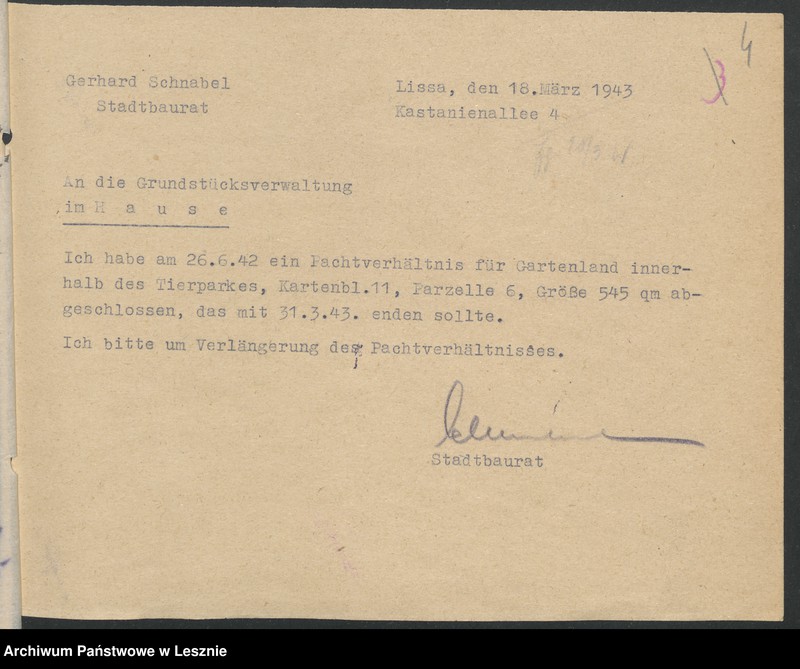 4
3
Gerhard Schnabel
Stadtbaurat
Lissa, den 18.März 1943
Kastanienallee 4
An die Grundstücksverwaltung
im H a u s e
Ich habe am 26.6.42 ein Pachtverhältnis für Gartenland inner-
halb des Tierparkes, Kartenbl.11, Parzelle 6, Größe 545 qm ab-
geschlossen, das mit 31.3.43. enden sollte.
Ich bitte um Verlängerung des Pachtverhältnisses.
Stadtbaurat
Archiwum Państwowe w Lesznie